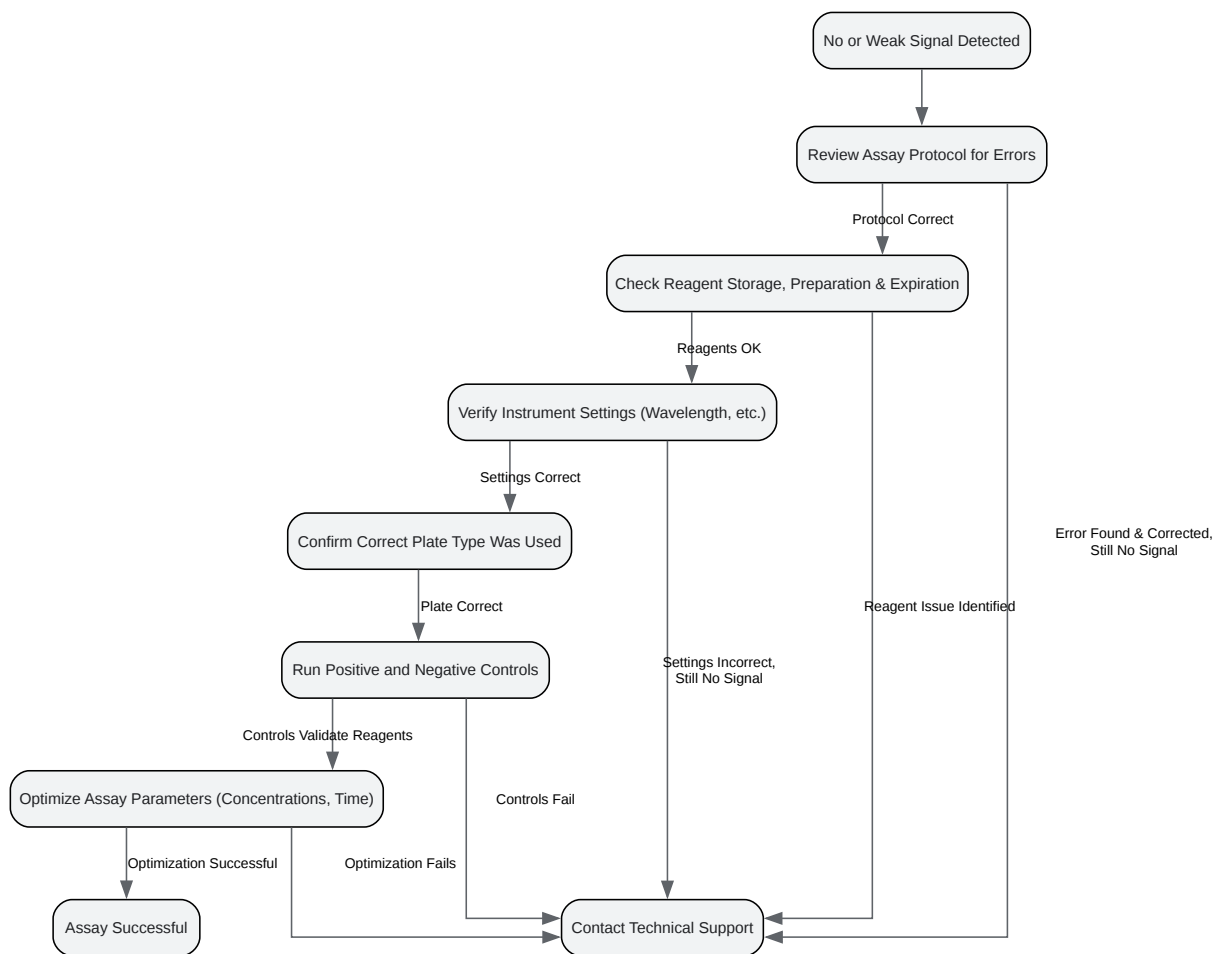 No or Weak Signal Detected
Review Assay Protocol for Errors
Protocol Correct
Check Reagent Storage, Preparation & Expiration
Reagents OK
Verify Instrument Settings (Wavelength, etc.)
Settings Correct
Confirm Correct Plate Type Was Used
Error Found & Corrected,
Still No Signal
Plate Correct
Reagent Issue Identified
Run Positive and Negative Controls
Settings Incorrect,
Still No Signal
Controls Validate Reagents
Optimize Assay Parameters (Concentrations, Time)
Controls Fail
Optimization Successful
Optimization Fails
Assay Successful
Contact Technical Support